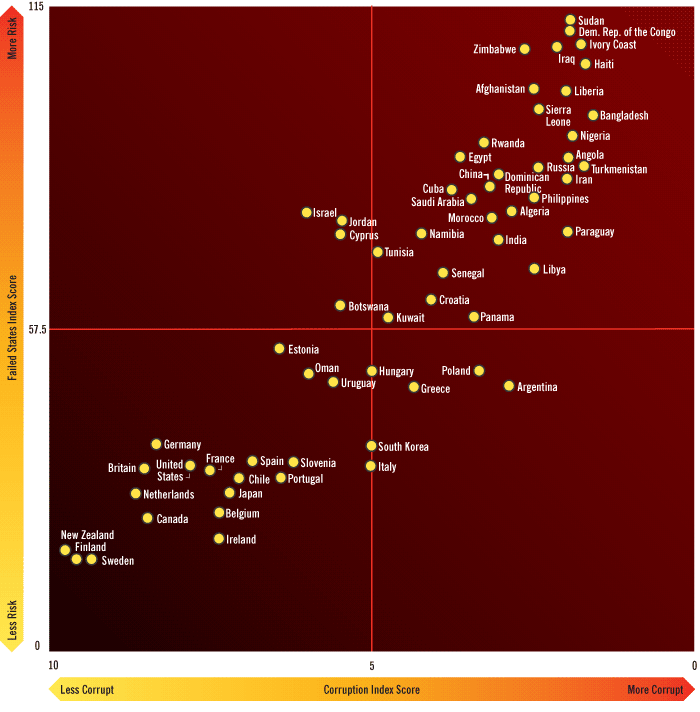 115
More Risk
Failed States Index Score
Less Risk
57.5
0
Sudan
Dem. Rep. of the Congo
Zimbabwe
Ivory Coast
Iraq
Haiti
Afghanistan
Liberia
Sierra
Leone
Bangladesh
Nigeria
Rwanda
Egypt
Angola
Russia
Turkmenistan
China
Dominican
Republic
Iran
Cuba
Saudi Arabia
Philippines
Israel
Jordan
Morocco
Algeria
Cyprus
Namibia
India
Paraguay
Tunisia
Senegal
Libya
Botswana
Croatia
Kuwait
Panama
Estonia
Oman
Hungary
Poland
Uruguay
Greece
Argentina
Germany
South Korea
Britain
United
States
France
Spain
Slovenia
Italy
Chile
Portugal
Netherlands
Japan
Canada
Belgium
Ireland
New Zealand
Finland
Sweden
10
5
0
Less Corrupt
Corruption Index Score
More Corrupt